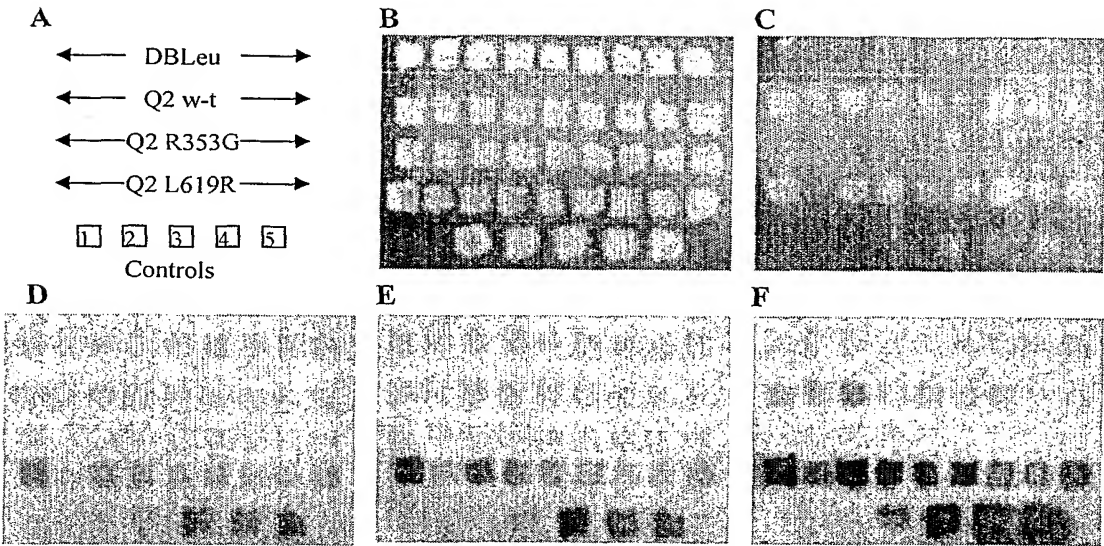 A
DBLeu
Q2 w-t
Q2 R353G
Q2 L619R
1 2 3 4 5
Controls
B
C
D
E
F